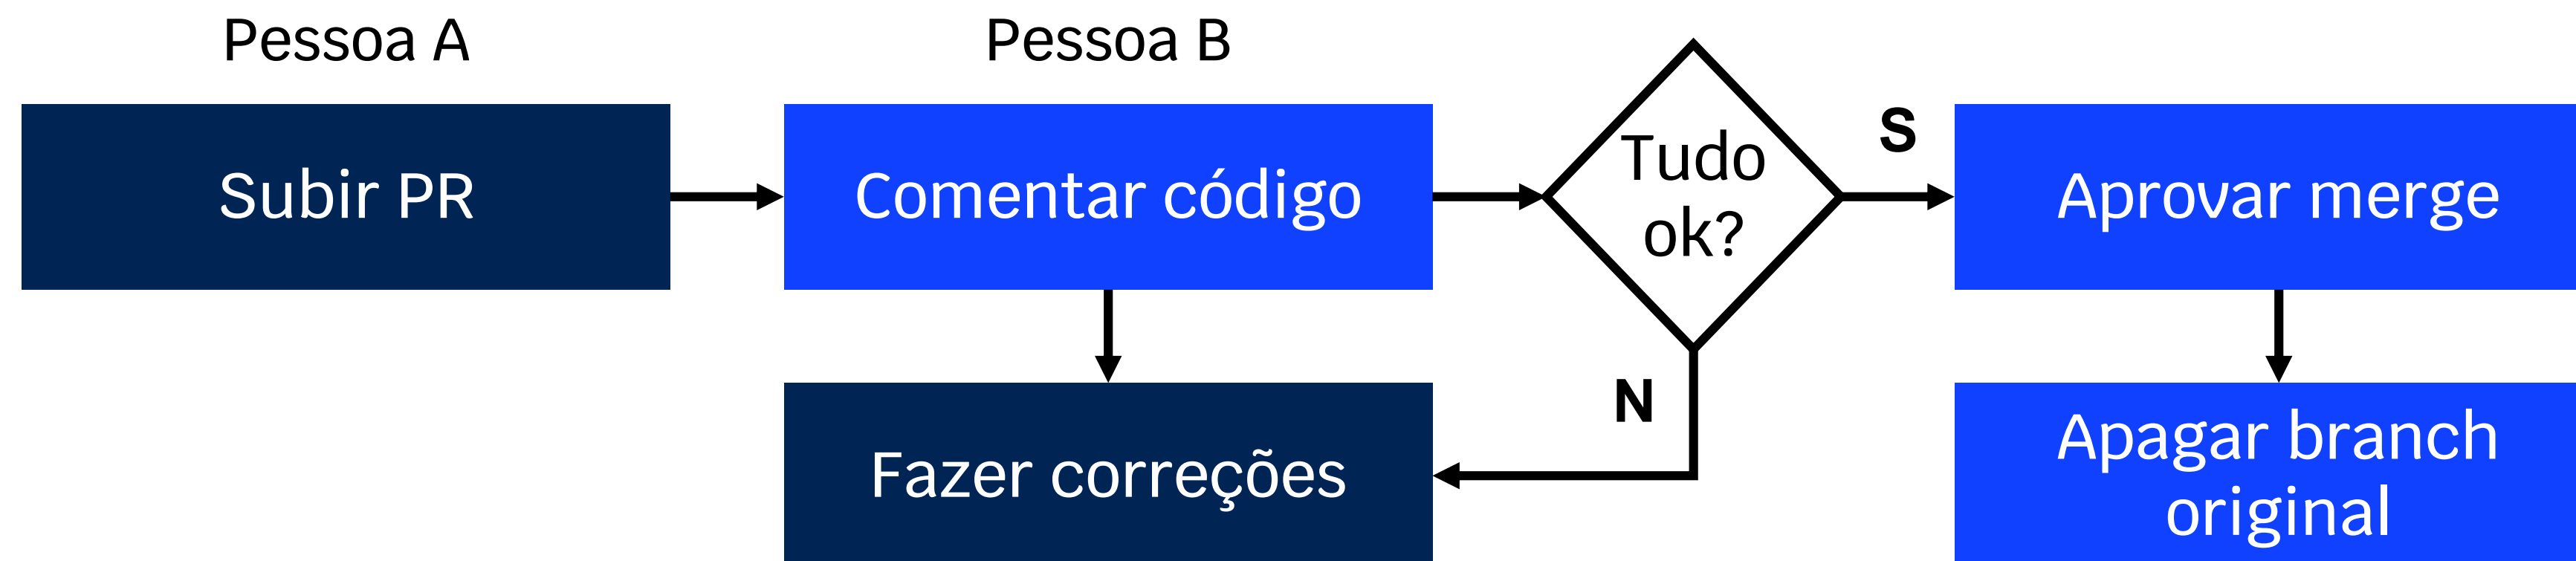 Pessoa A
Pessoa B
Subir PR
Comentar código
Tudo
ok?
S
Aprovar merge
N
Fazer correções
Apagar branch
original